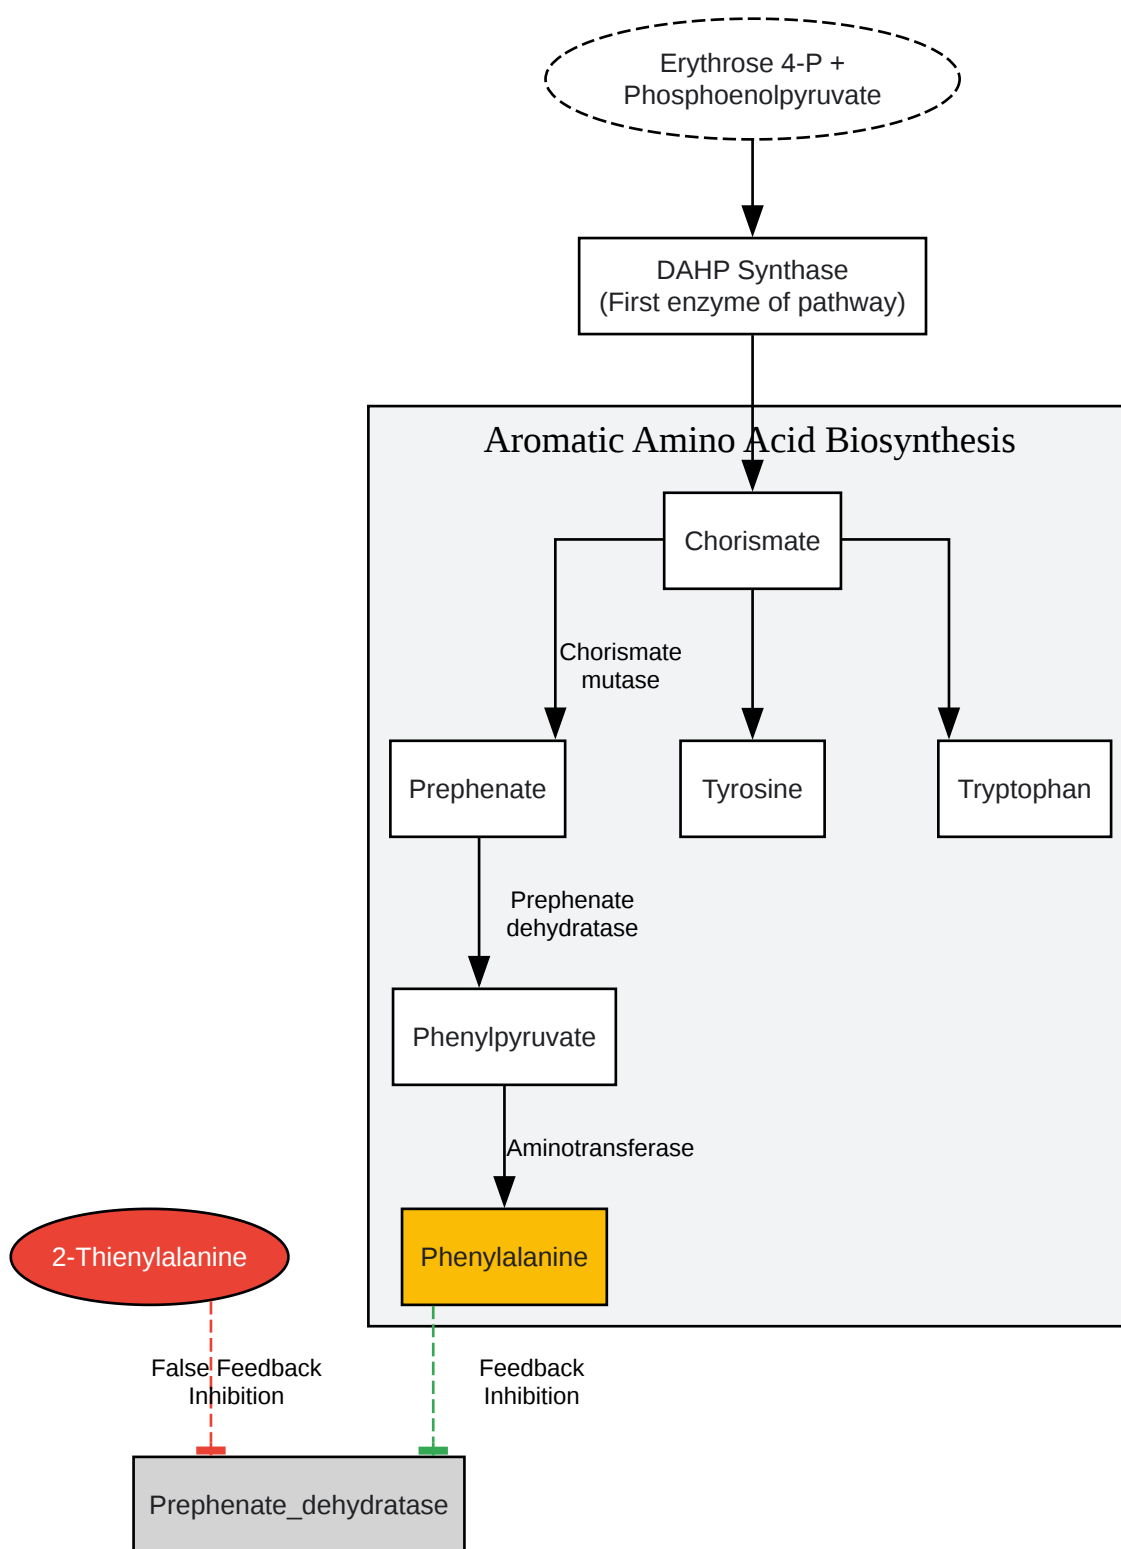 Erythrose 4-P +
Phosphoenolpyruvate
DAHP Synthase
(First enzyme of pathway)
Aromatic Amino Acid Biosynthesis
Chorismate
Chorismate
mutase
Prephenate
Tyrosine
Tryptophan
Prephenate
dehydratase
Phenylpyruvate
Aminotransferase
2-Thienylalanine
Phenylalanine
False Feedback
Inhibition
Feedback
Inhibition
Prephenate_dehydratase